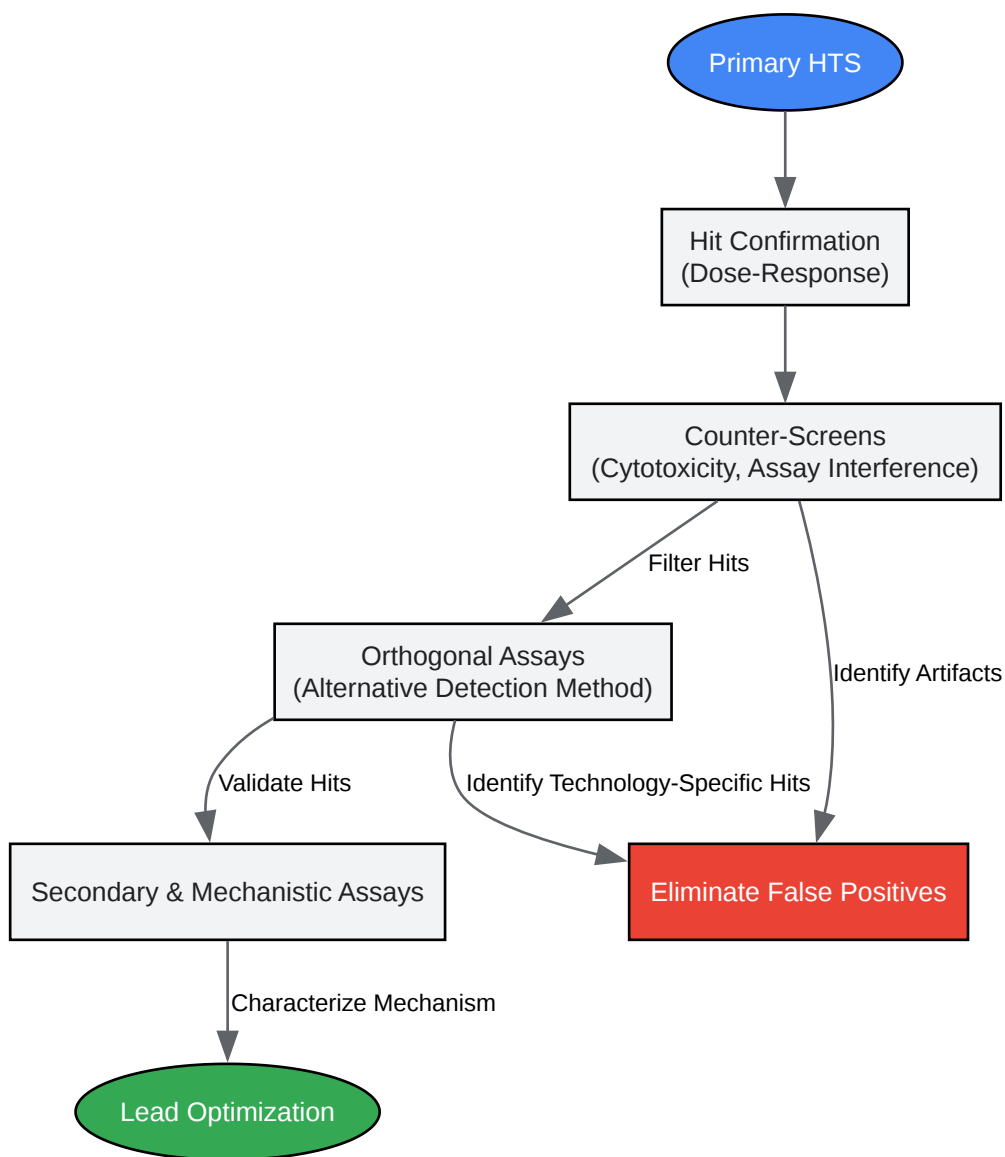 Primary HTS
Hit Confirmation
(Dose-Response)
Counter-Screens
(Cytotoxicity, Assay Interference)
Filter Hits
Orthogonal Assays
(Alternative Detection Method)
Identify Artifacts
Validate Hits
Identify Technology-Specific Hits
Secondary & Mechanistic Assays
Eliminate False Positives
Characterize Mechanism
Lead Optimization